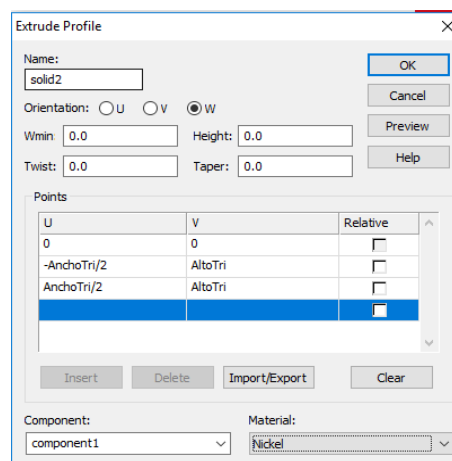 Extrude Profile
Name:
solid2
OK
Cancel
Orientation: U V W
Wmin 0.0 Height: 0.0
Preview
Twist: 0.0 Taper: 0.0
Help
Points
U V Relative
0 0
-AnchoTri/2 AltoTri
AnchoTri/2 AltoTri
Insert Delete Import/Export Clear
Component: Material:
component1 Nickel